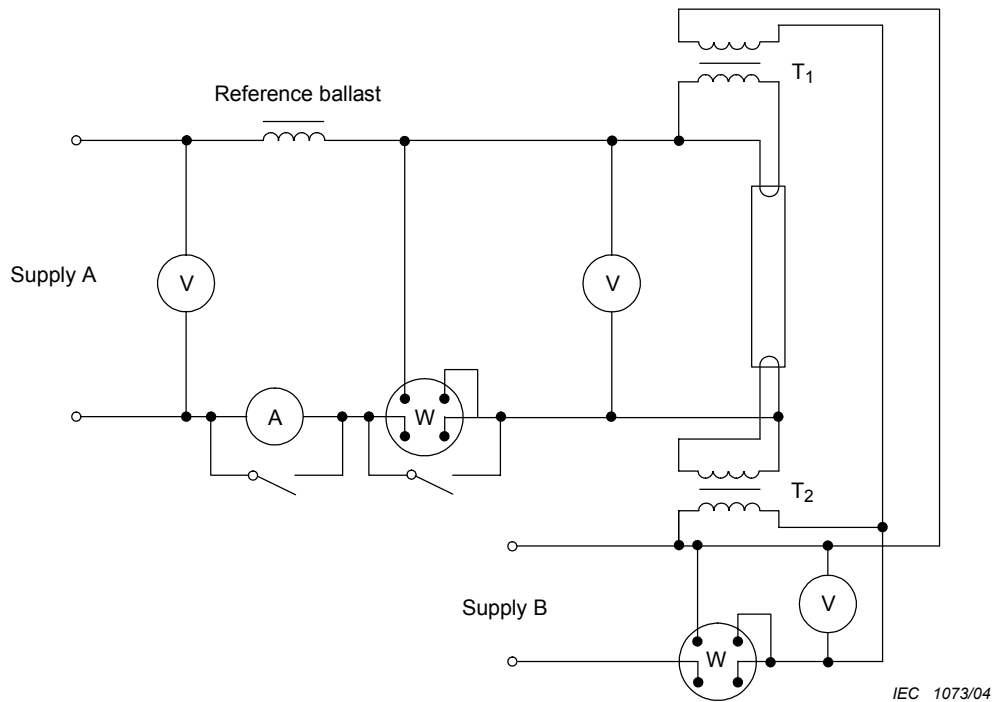 T1
Reference ballast
Supply A
V
V
A
W
T2
Supply B
V
W
IEC 1073/04